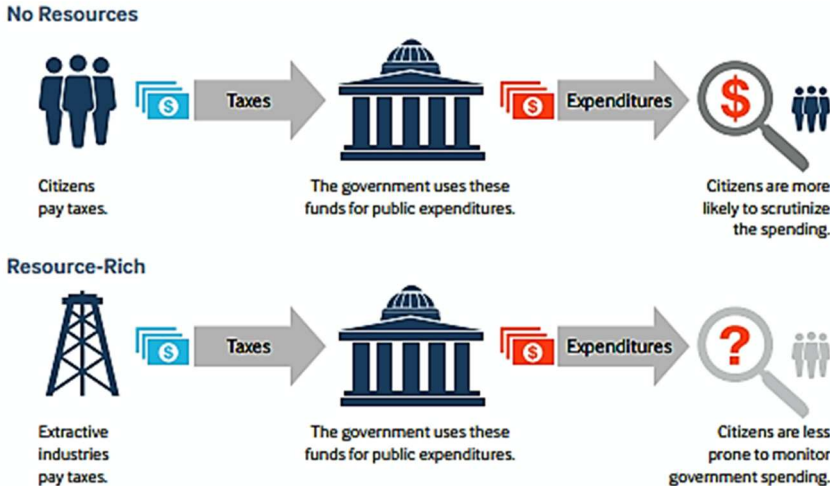 No Resources
$
Taxes
$
Expenditures
$
Citizens
pay taxes.
The government uses these
funds for public expenditures.
Citizens are more
likely to scrutinize
the spending.
Resource-Rich
$
Taxes
$
Expenditures
?
Extractive
industries
pay taxes.
The government uses these
funds for public expenditures.
Citizens are less
prone to monitor
government spending.